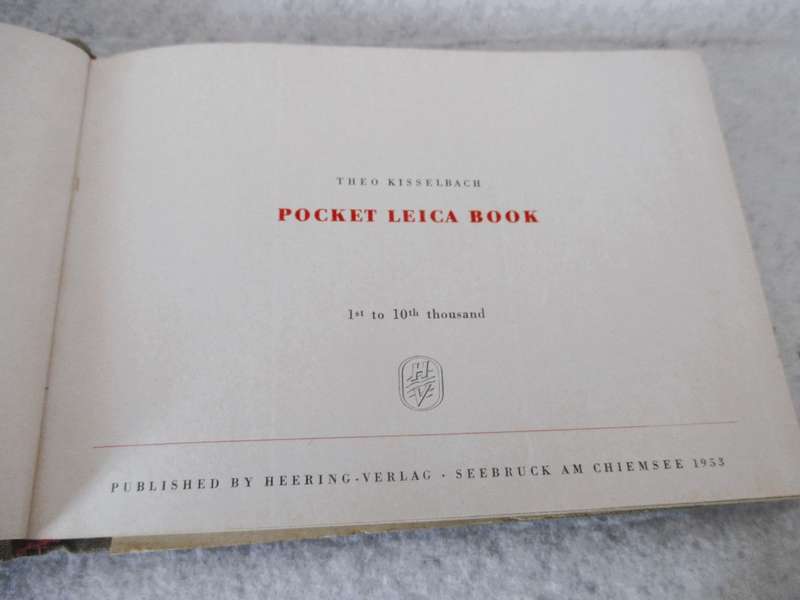 THEO KISSELBACH
POCKET LEICA BOOK
1st to 10th thousand
H
V
PUBLISHED BY HEERING-VERLAG · SEEBRUCK AM CHIEMSEE 1953